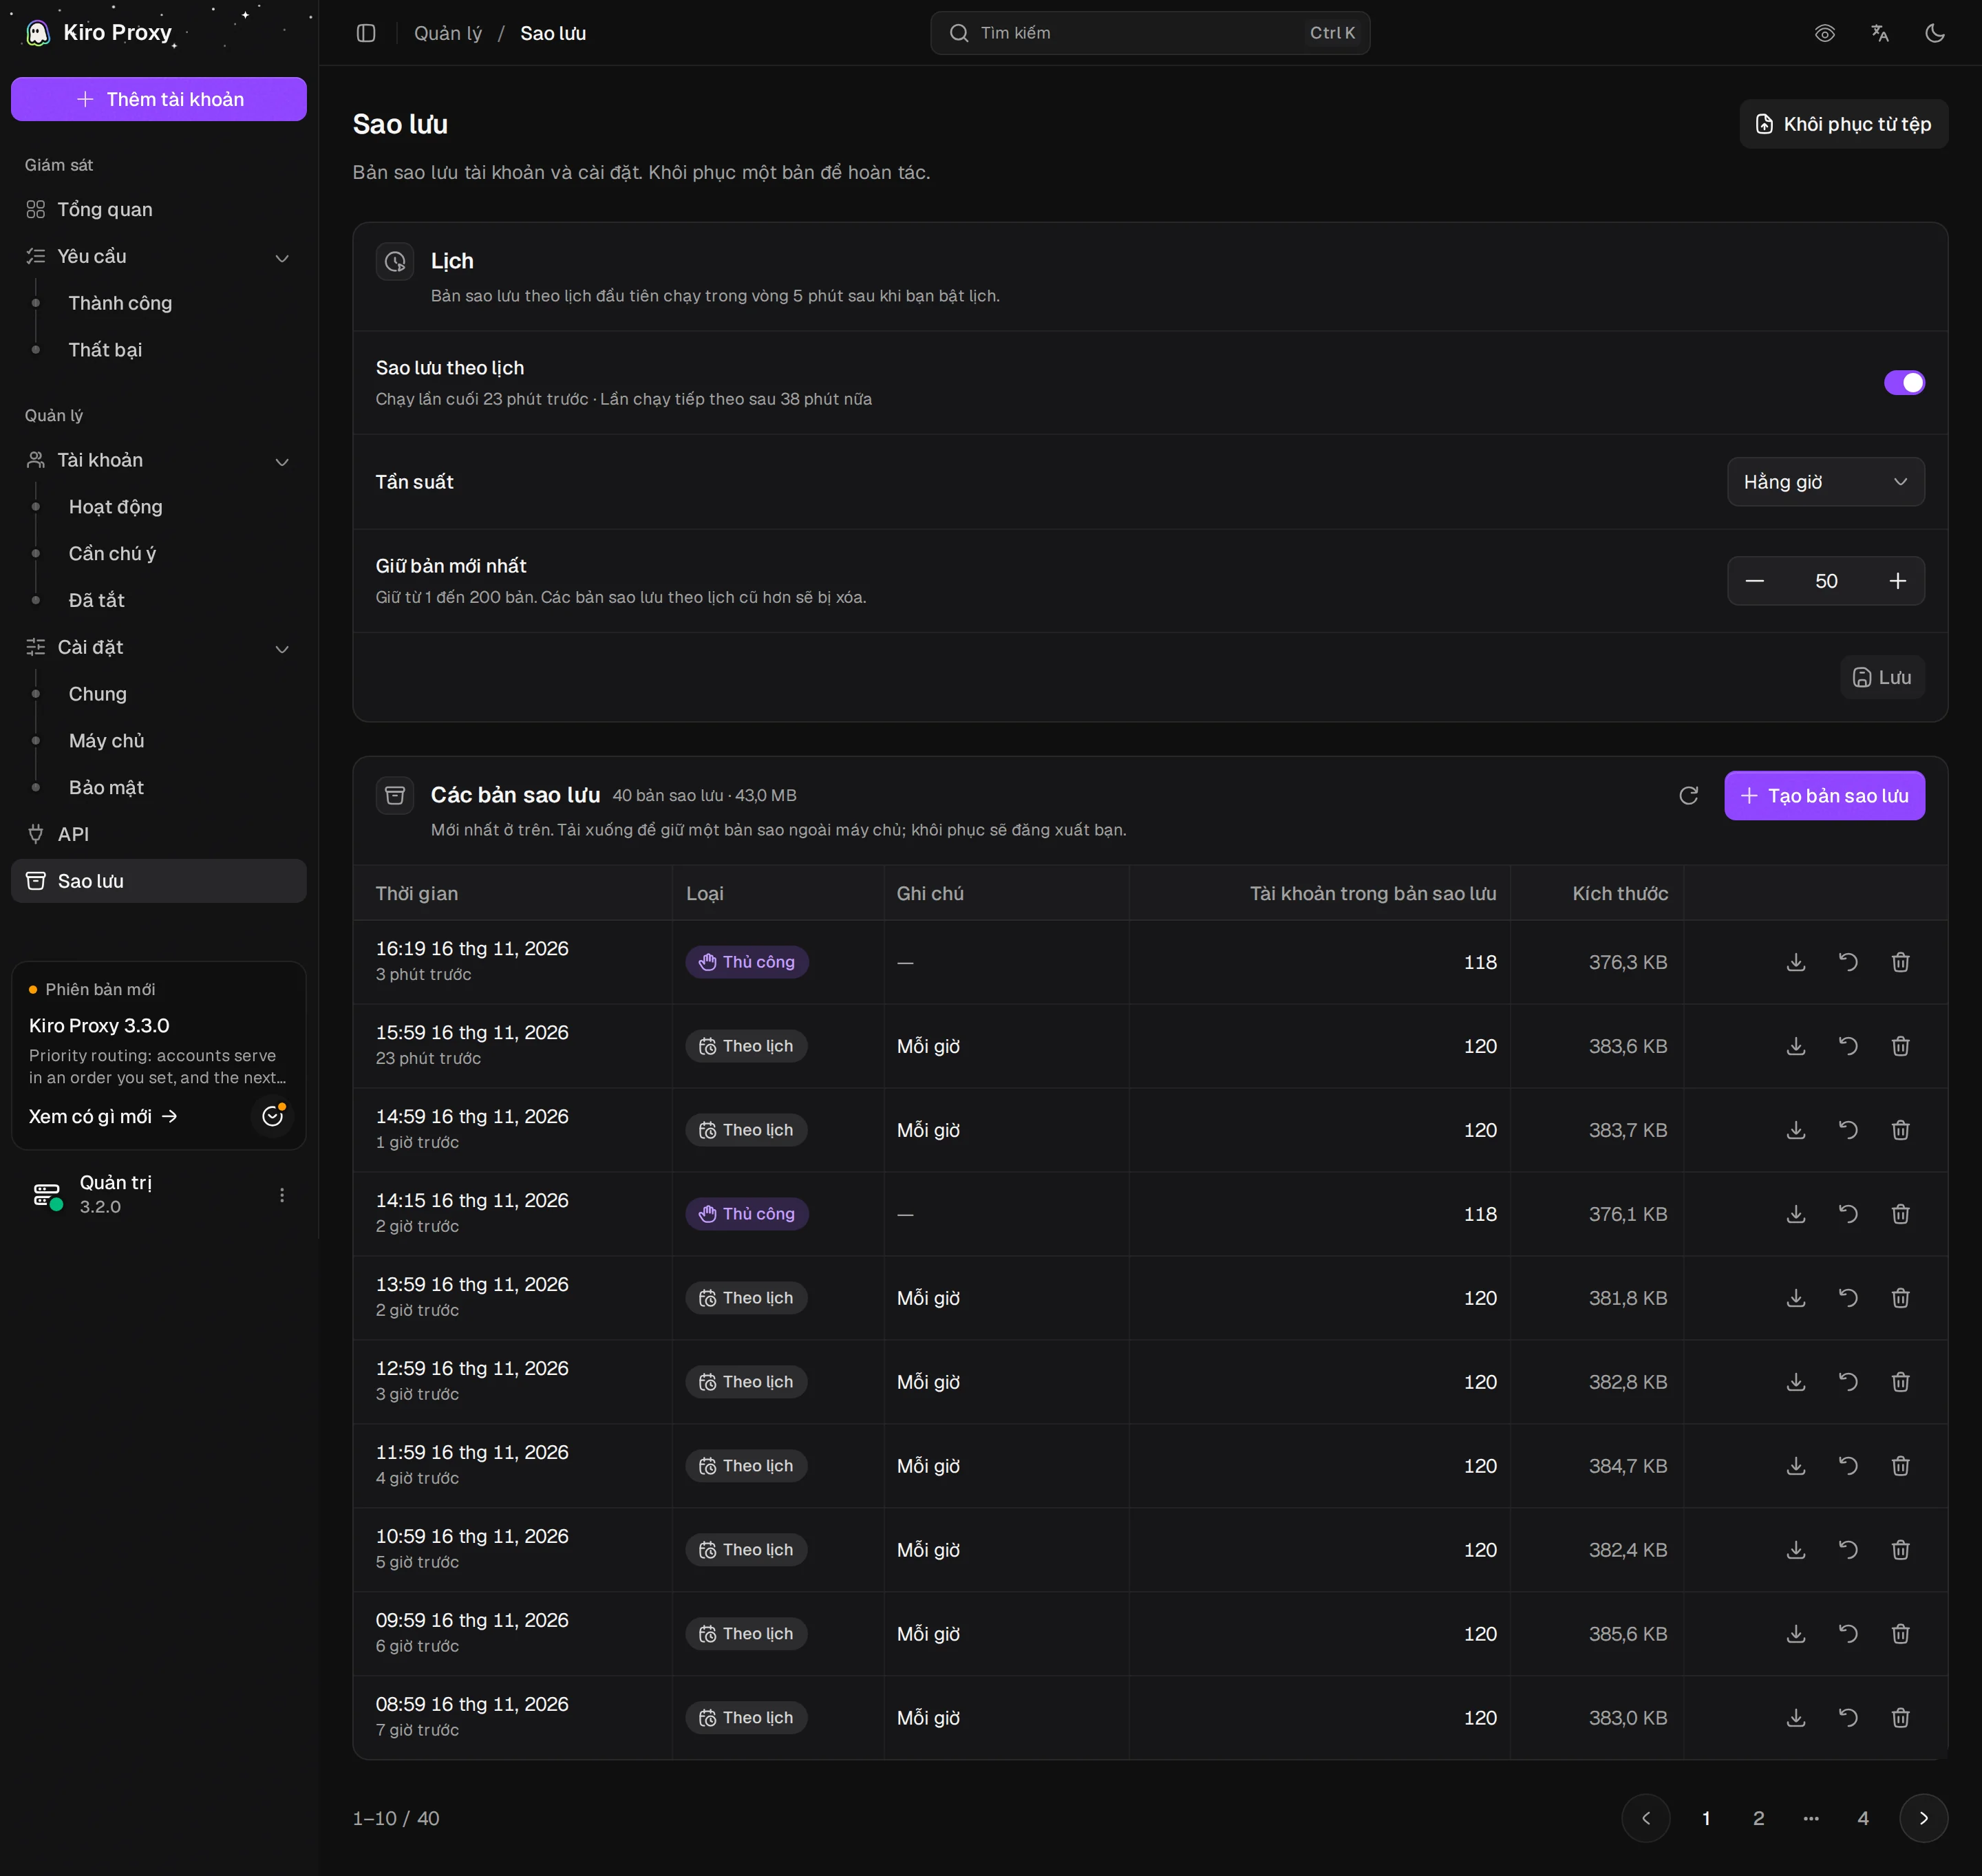 Kiro Proxy
Thêm tài khoản
Giám sát
Tổng quan
Yêu cầu
Thành công
Thất bại
Quản lý
Tài khoản
Hoạt động
Cần chú ý
Đã tắt
Cài đặt
Chung
Máy chủ
Bảo mật
API
Sao lưu
Phiên bản mới
Kiro Proxy 3.3.0
Priority routing: accounts serve
in an order you set, and the next...
Xem có gì mới →
Quản trị
3.2.0
Quản lý / Sao lưu
Tìm kiếm Ctrl K
Sao lưu
Khôi phục từ tệp
Bản sao lưu tài khoản và cài đặt. Khôi phục một bản để hoàn tác.
Lịch
Bản sao lưu theo lịch đầu tiên chạy trong vòng 5 phút sau khi bạn bật lịch.
Sao lưu theo lịch
Chạy lần cuối 23 phút trước · Lần chạy tiếp theo sau 38 phút nữa
Tần suất
Hằng giờ
Giữ bản mới nhất
Giữ từ 1 đến 200 bản. Các bản sao lưu theo lịch cũ hơn sẽ bị xóa.
50
Lưu
Các bản sao lưu 40 bản sao lưu · 43,0 MB
Mới nhất ở trên. Tải xuống để giữ một bản sao ngoài máy chủ; khôi phục sẽ đăng xuất bạn.
Tạo bản sao lưu
Thời gian Loại Ghi chú Tài khoản trong bản sao lưu Kích thước
16:19 16 thg 11, 2026
3 phút trước
Thủ công — 118 376,3 KB
15:59 16 thg 11, 2026
23 phút trước
Theo lịch Mỗi giờ 120 383,6 KB
14:59 16 thg 11, 2026
1 giờ trước
Theo lịch Mỗi giờ 120 383,7 KB
14:15 16 thg 11, 2026
2 giờ trước
Thủ công — 118 376,1 KB
13:59 16 thg 11, 2026
2 giờ trước
Theo lịch Mỗi giờ 120 381,8 KB
12:59 16 thg 11, 2026
3 giờ trước
Theo lịch Mỗi giờ 120 382,8 KB
11:59 16 thg 11, 2026
4 giờ trước
Theo lịch Mỗi giờ 120 384,7 KB
10:59 16 thg 11, 2026
5 giờ trước
Theo lịch Mỗi giờ 120 382,4 KB
09:59 16 thg 11, 2026
6 giờ trước
Theo lịch Mỗi giờ 120 385,6 KB
08:59 16 thg 11, 2026
7 giờ trước
Theo lịch Mỗi giờ 120 383,0 KB
1–10 / 40
1 2 ··· 4